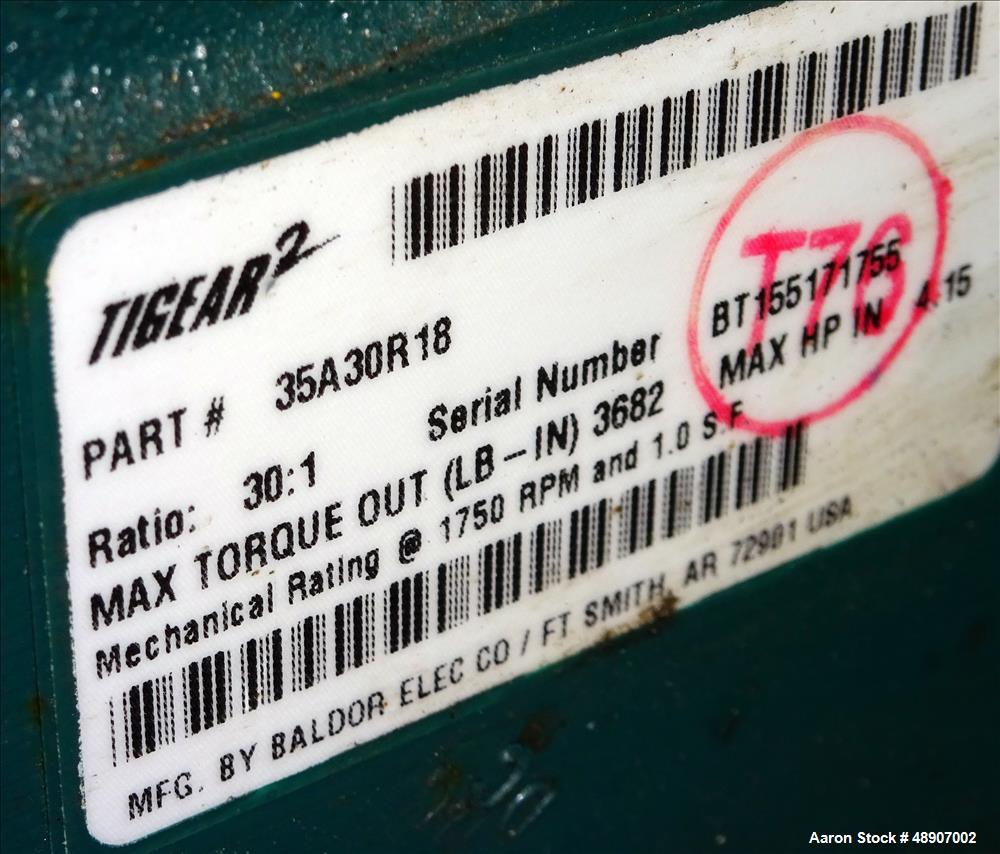 TIGEAR2
T76
PART # 35A30R18
Serial Number BT155171755
Ratio: 30:1
MAX HP IN 4.15
MAX TORQUE OUT (LB-IN) 3682
Mechanical Rating @ 1750 RPM and 1.0 S.F
MFG. BY BALDOR ELEC CO / FT SMITH, AR 72901 USA
Aaron Stock # 48907002